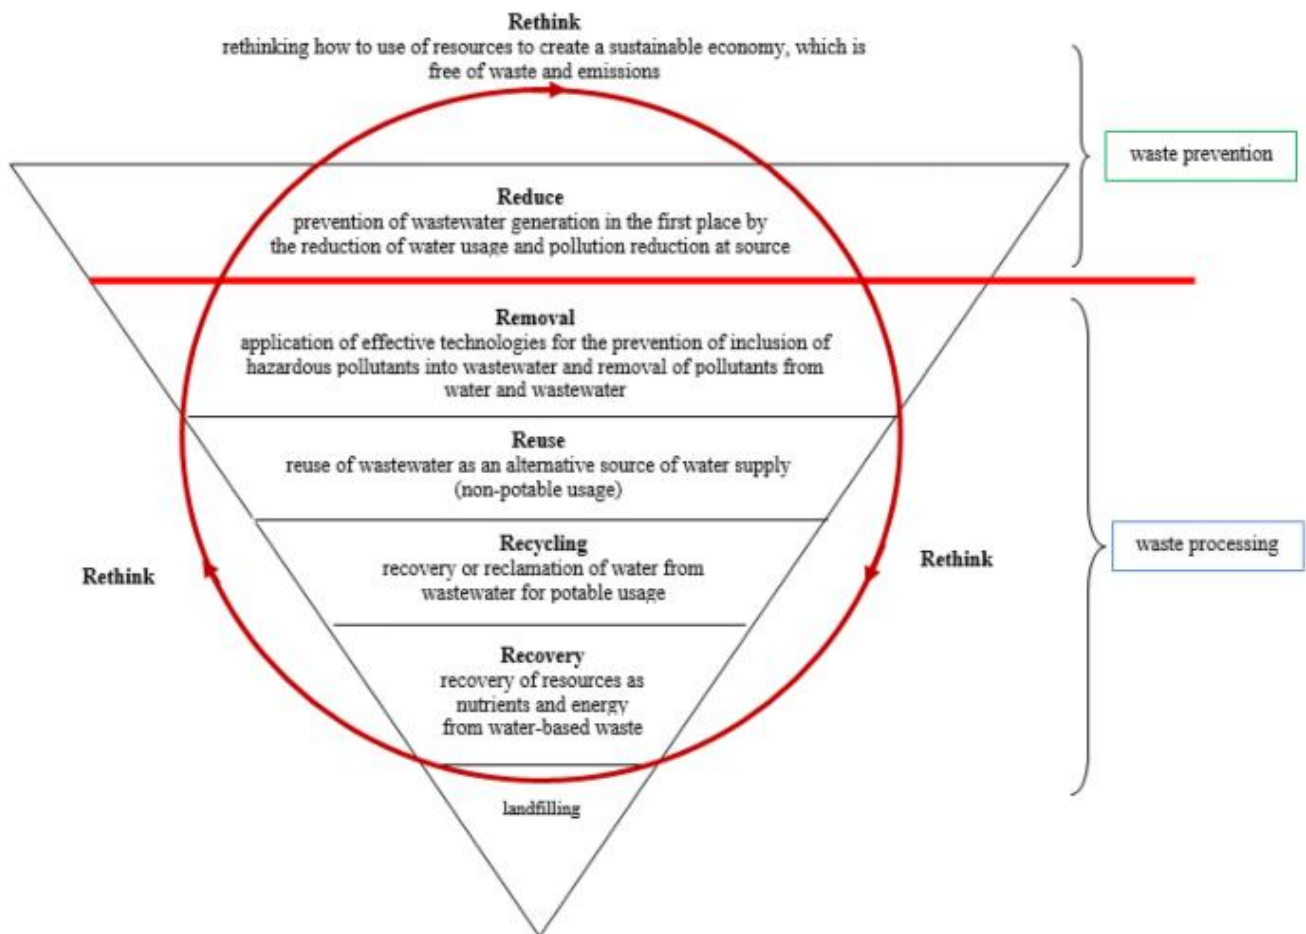 Rethink
rethinking how to use of resources to create a sustainable economy, which is
free of waste and emissions
waste prevention
Reduce
prevention of wastewater generation in the first place by
the reduction of water usage and pollution reduction at source
Removal
application of effective technologies for the prevention of inclusion of
hazardous pollutants into wastewater and removal of pollutants from
water and wastewater
Reuse
reuse of wastewater as an alternative source of water supply
(non-potable usage)
Recycling
recovery or reclamation of water from
wastewater for potable usage
Rethink
Rethink
waste processing
Recovery
recovery of resources as
nutrients and energy
from water-based waste
landfilling